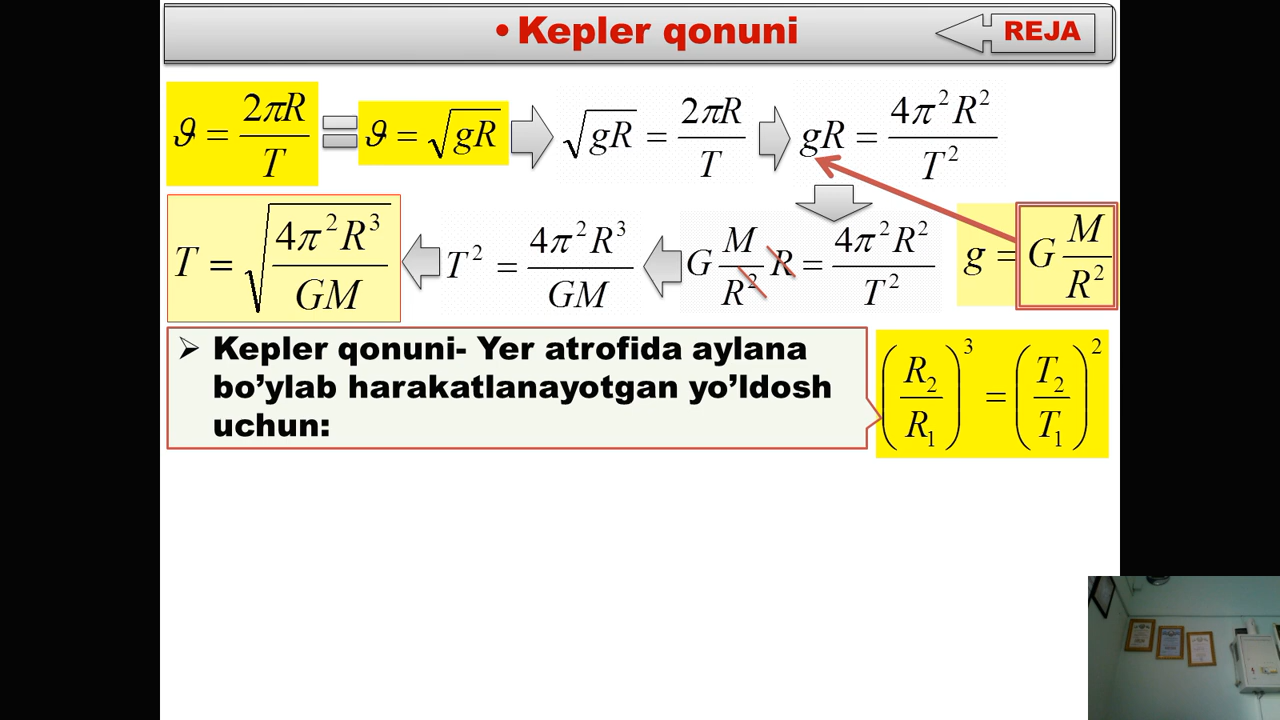 • Kepler qonuni
REJA
ϑ = 2πR / T = ϑ = √gR ⇒ √gR = 2πR / T ⇒ gR = 4π²R² / T²
T = √(4π²R³ / GM) ⇐ T² = 4π²R³ / GM ⇐ G M / R² R = 4π²R² / T²
g = G M / R²
➢ Kepler qonuni- Yer atrofida aylana
bo’ylab harakatlanayotgan yo’ldosh
uchun:
(R₂ / R₁)³ = (T₂ / T₁)²